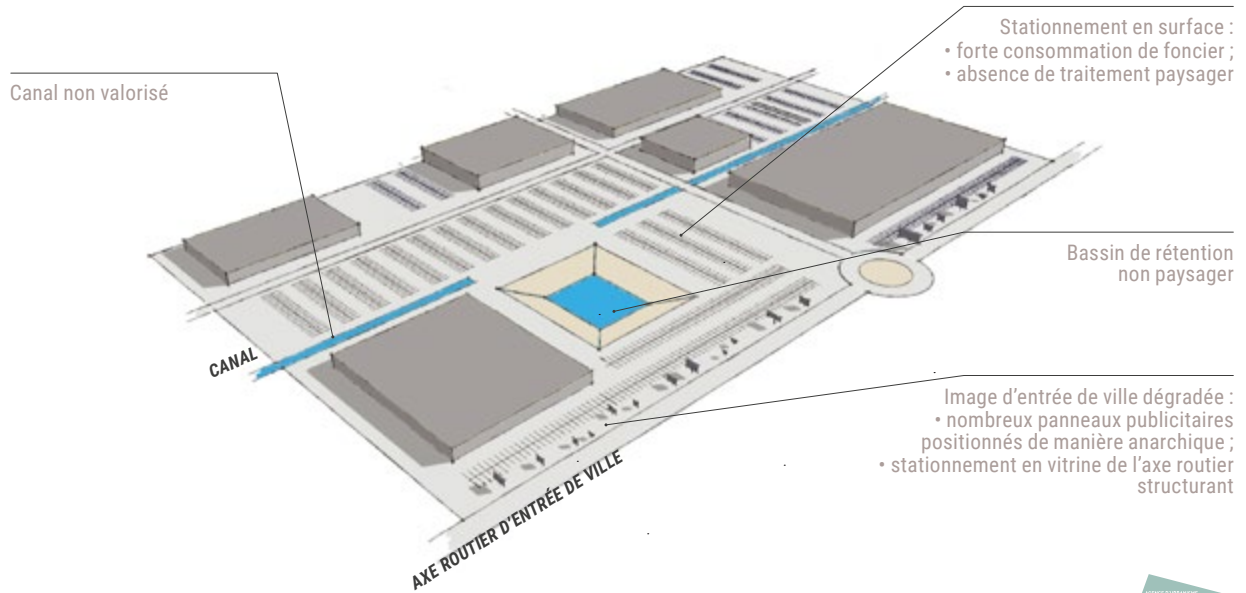 Stationnement en surface :
• forte consommation de foncier ;
• absence de traitement paysager
Canal non valorisé
Bassin de rétention
non paysager
CANAL
Image d’entrée de ville dégradée :
• nombreux panneaux publicitaires
positionnés de manière anarchique ;
• stationnement en vitrine de l’axe routier
structurant
AXE ROUTIER D’ENTRÉE DE VILLE